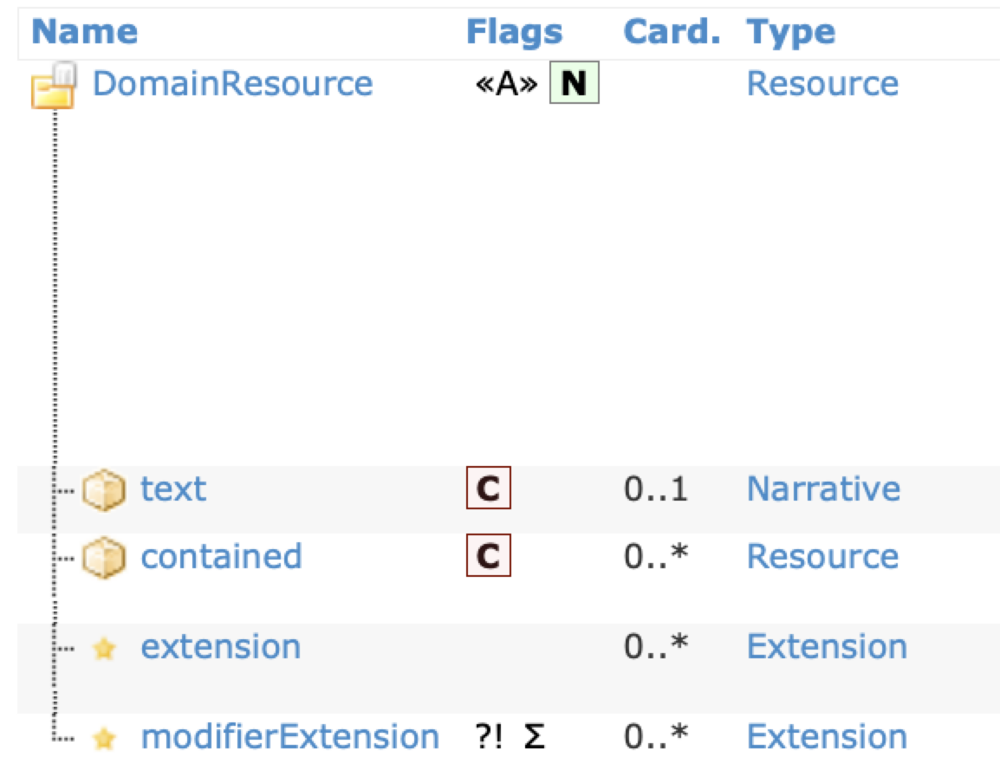 Name Flags Card. Type
DomainResource «A» N Resource
text C 0..1 Narrative
contained C 0..* Resource
extension 0..* Extension
modifierExtension ?! Σ 0..* Extension